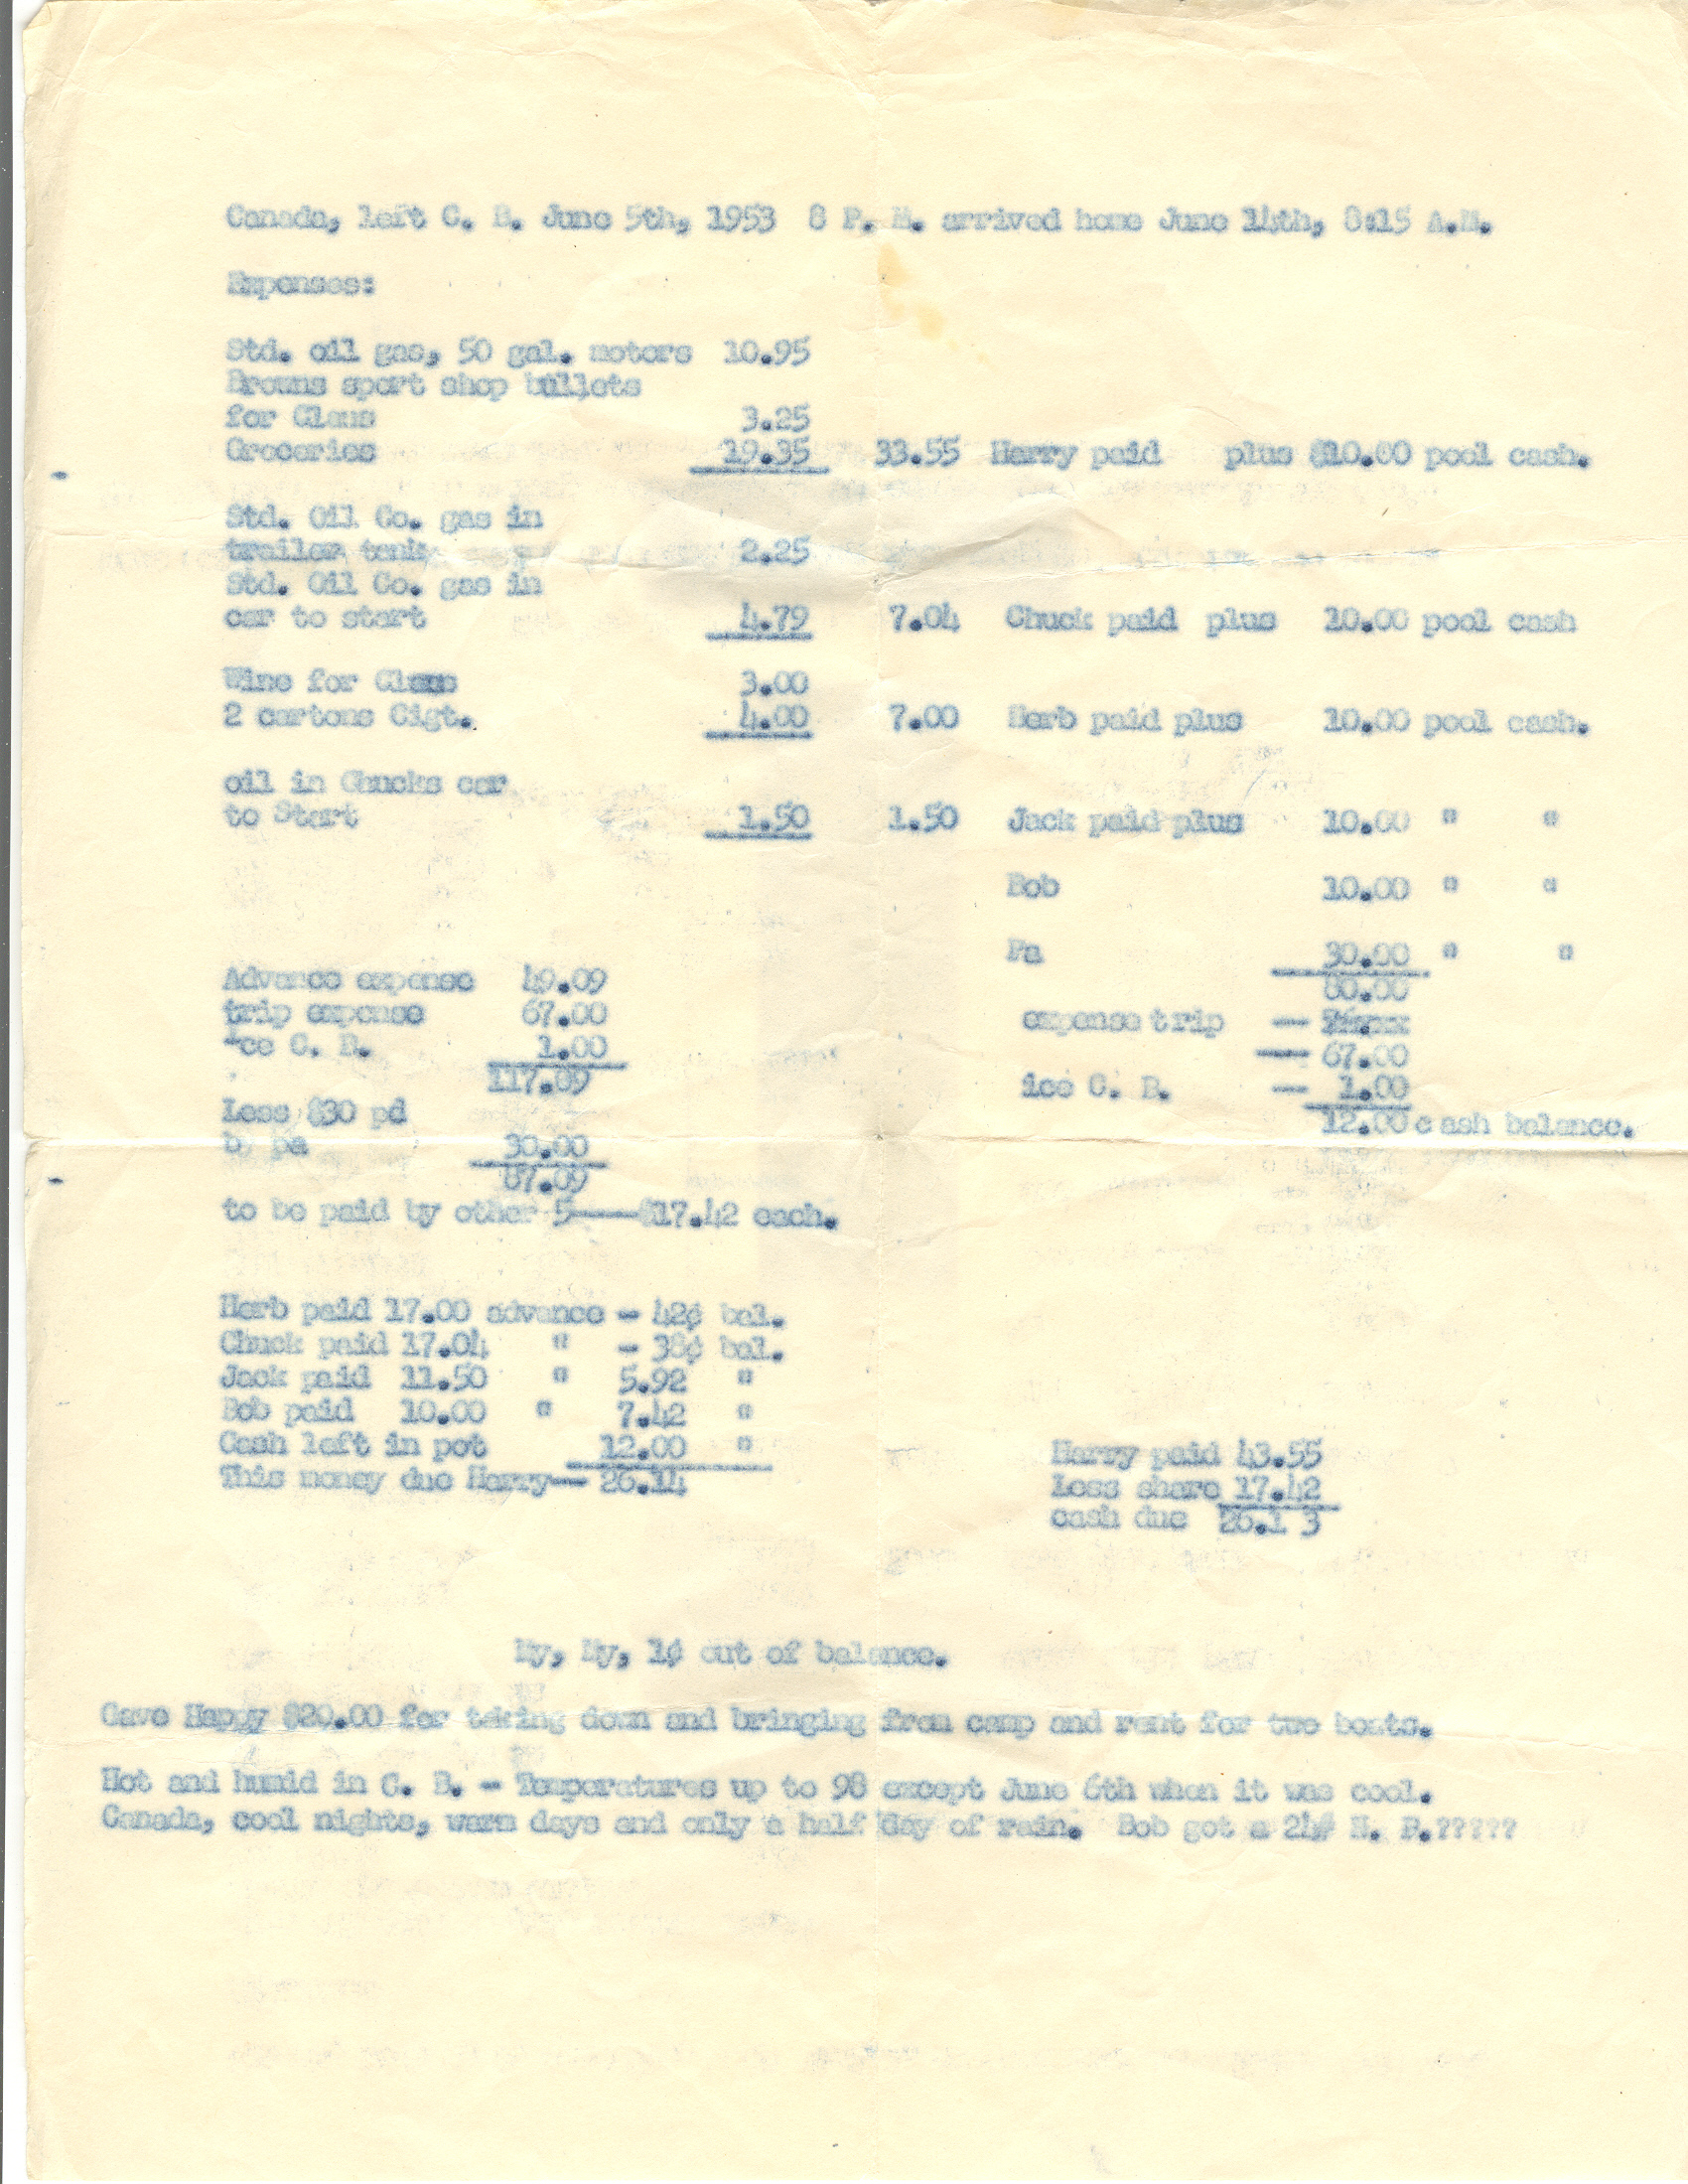 Canada, left C. B. June 5th, 1953 8 P. M. arrived home June 14th, 8:15 A.M.
Expenses:
Std. oil gas, 50 gal. motors 10.95
Browns sport shop bullets
for Claus 3.25
Groceries 19.35 33.55 Harry paid plus $10.00 pool cash.
Std. Oil Co. gas in
trailer tank 2.25
Std. Oil Co. gas in
car to start 4.79 7.04 Chuck paid plus 10.00 pool cash
Wine for Claus 3.00
2 cartons Cigt. 4.00 7.00 Herb paid plus 10.00 pool cash.
oil in Chucks car
to Start 1.50 1.50 Jack paid plus 10.00 " "
Bob 10.00 " "
Pa 30.00 " "
Advance expense 49.09 80.00
trip expense 67.00 expense trip —
ce C. B. 1.00 — 67.00
117.09 ice C. B. — 1.00
Less $30 pd 12.00 cash balance.
b pa 30.00
87.09
to be paid by other 5——$17.42 each.
Herb paid 17.00 advance - 42¢ bal.
Chuck paid 17.04 " - 38¢ bal.
Jack paid 11.50 " 5.92 "
Bob paid 10.00 " 7.42 "
Cash left in pot 12.00 " Harry paid 43.55
This money due Harry— 26.14 Less share 17.42
cash due 26.1 3
My, My, 1¢ out of balance.
Gave Happy $20.00 for taking down and bringing from camp and rent for two boats.
Hot and humid in C. B. - Temperatures up to 98 except June 6th when it was cool.
Canada, cool nights, warm days and only a half day of rain. Bob got a 24# N. P.?????